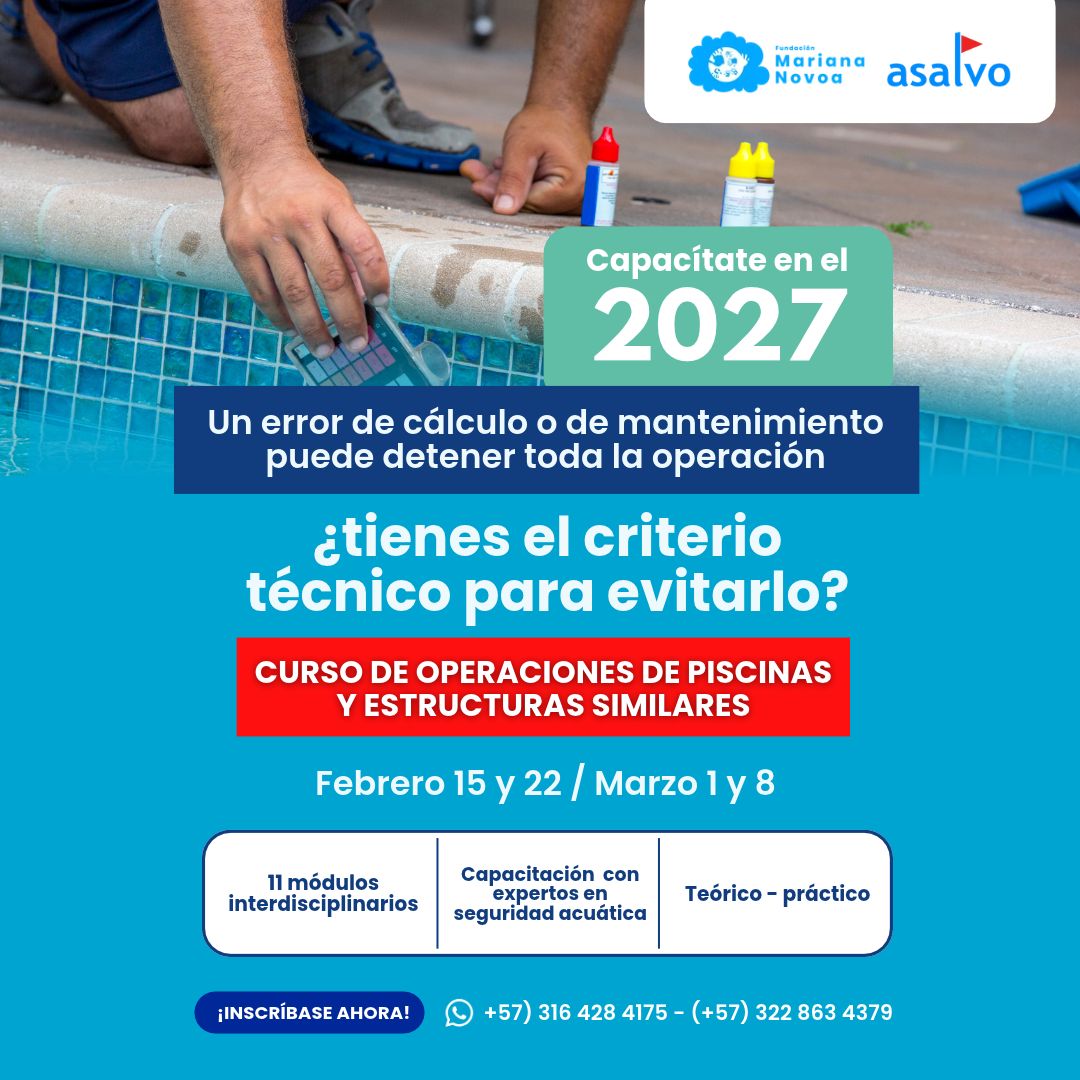 Fundación
Mariana
Novoa
asalvo
Capacítate en el
2027
Un error de cálculo o de mantenimiento
puede detener toda la operación
¿tienes el criterio
técnico para evitarlo?
CURSO DE OPERACIONES DE PISCINAS
Y ESTRUCTURAS SIMILARES
Febrero 15 y 22 / Marzo 1 y 8
11 módulos
interdisciplinarios
Capacitación con
expertos en
seguridad acuática
Teórico - práctico
¡INSCRÍBASE AHORA!
+57) 316 428 4175 - (+57) 322 863 4379